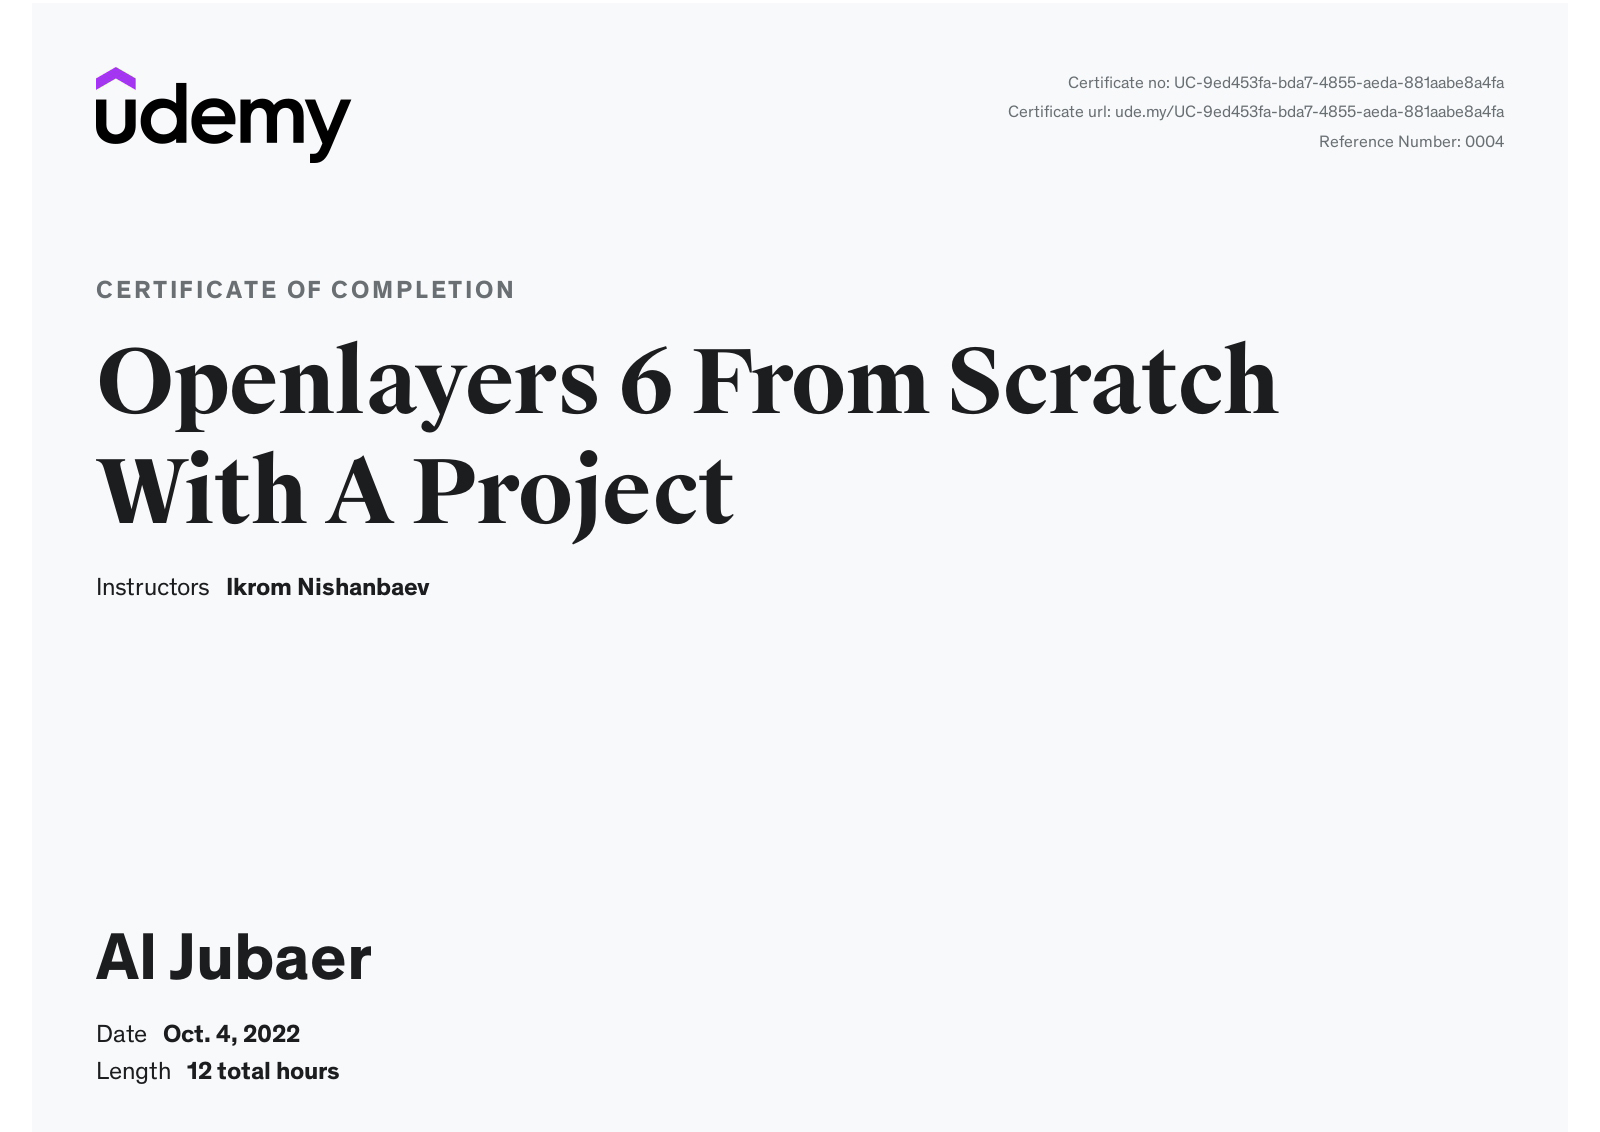 udemy
Certificate no: UC-9ed453fa-bda7-4855-aeda-881aabe8a4fa
Certificate url: ude.my/UC-9ed453fa-bda7-4855-aeda-881aabe8a4fa
Reference Number: 0004
CERTIFICATE OF COMPLETION
Openlayers 6 From Scratch
With A Project
Instructors Ikrom Nishanbaev
Al Jubaer
Date Oct. 4, 2022
Length 12 total hours